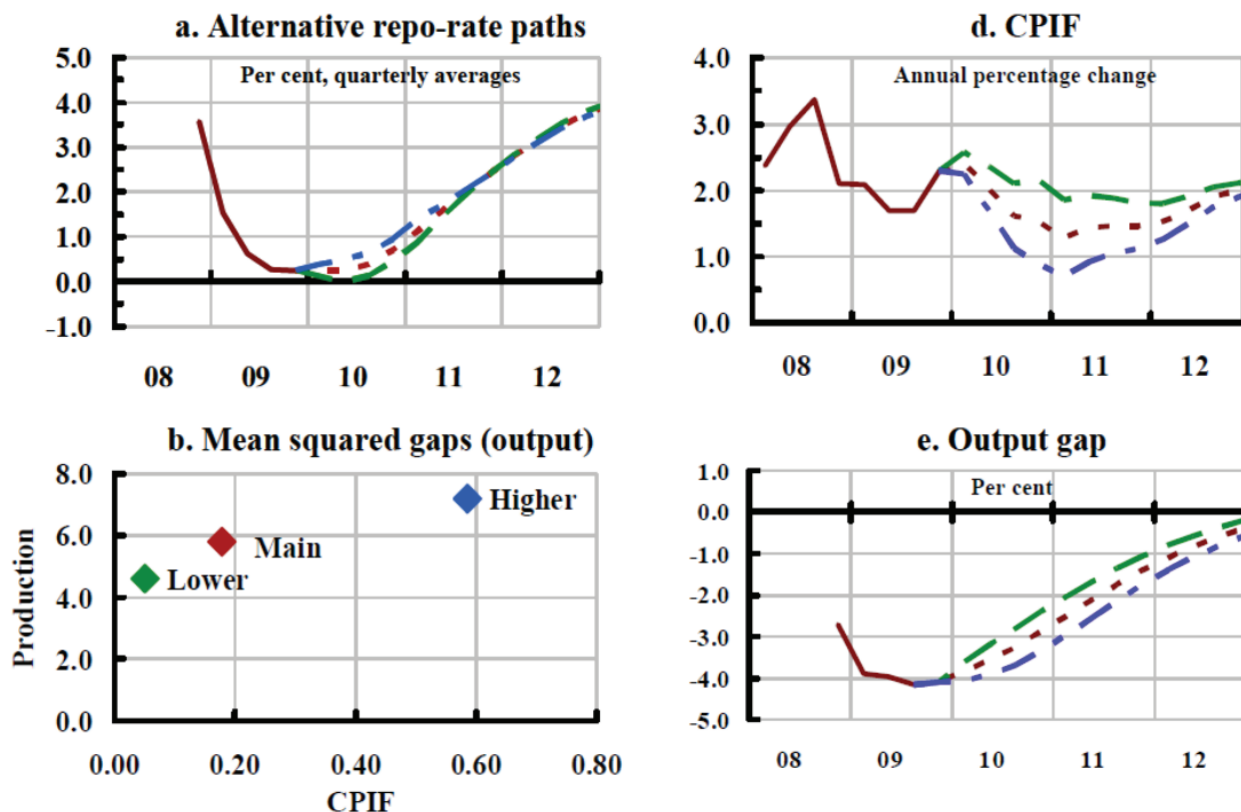 a. Alternative repo-rate paths
Per cent, quarterly averages
5.0
4.0
3.0
2.0
1.0
0.0
-1.0
08 09 10 11 12
d. CPIF
Annual percentage change
4.0
3.0
2.0
1.0
0.0
08 09 10 11 12
b. Mean squared gaps (output)
Production
8.0
6.0
4.0
2.0
0.0
Higher
Main
Lower
0.00 0.20 0.40 0.60 0.80
CPIF
e. Output gap
Per cent
1.0
0.0
-1.0
-2.0
-3.0
-4.0
-5.0
08 09 10 11 12